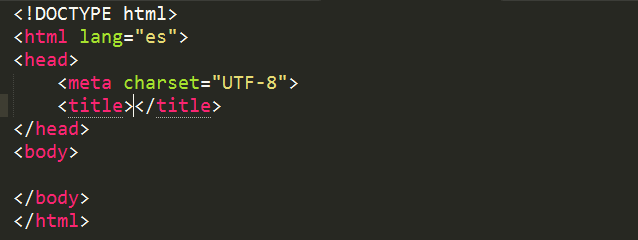 <!DOCTYPE html>
<html lang="es">
<head>
    <meta charset="UTF-8">
    <title></title>
</head>
<body>

</body>
</html>